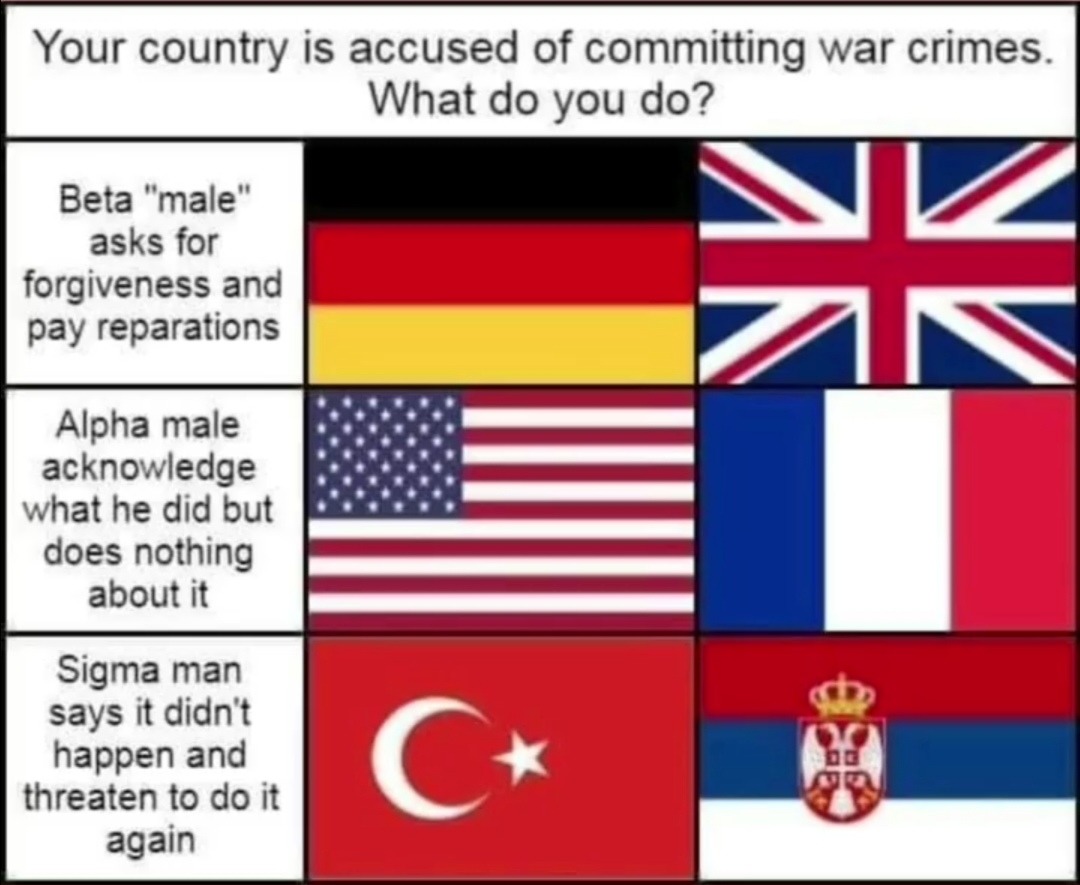 Your country is accused of committing war crimes.
What do you do?
Beta "male"
asks for
forgiveness and
pay reparations
Alpha male
acknowledge
what he did but
does nothing
about it
Sigma man
says it didn't
happen and
threaten to do it
again